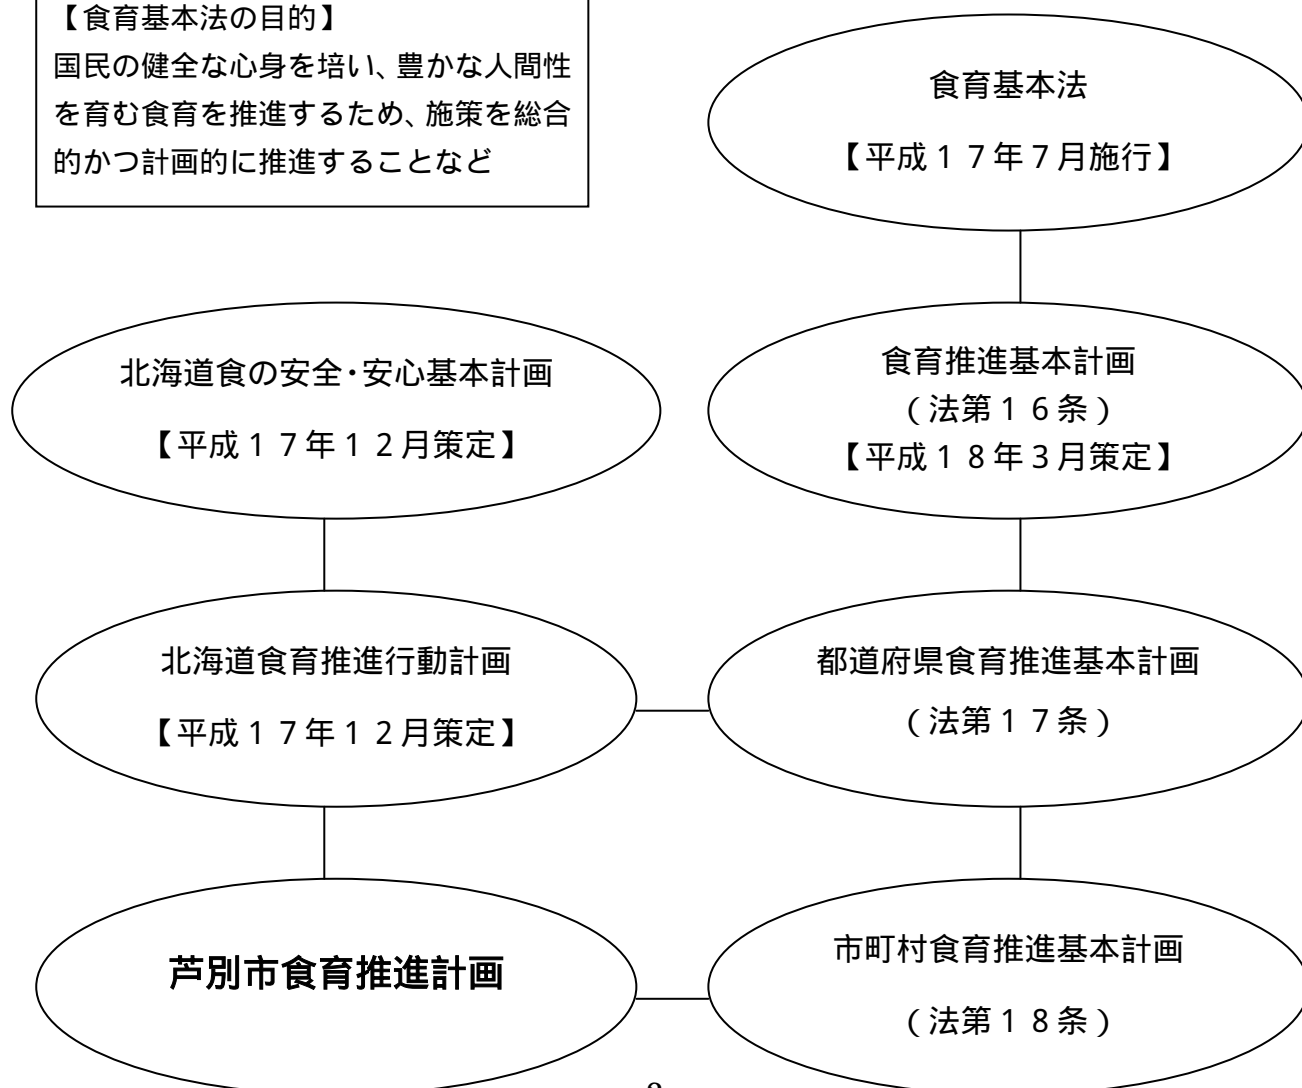 【食育基本法の目的】
国民の健全な心身を培い、豊かな人間性
を育む食育を推進するため、施策を総合
的かつ計画的に推進することなど
食育基本法
【平成１７年７月施行】
北海道食の安全・安心基本計画
【平成１７年１２月策定】
食育推進基本計画
（法第１６条）
【平成１８年３月策定】
北海道食育推進行動計画
【平成１７年１２月策定】
都道府県食育推進基本計画
（法第１７条）
芦別市食育推進計画
市町村食育推進基本計画
（法第１８条）